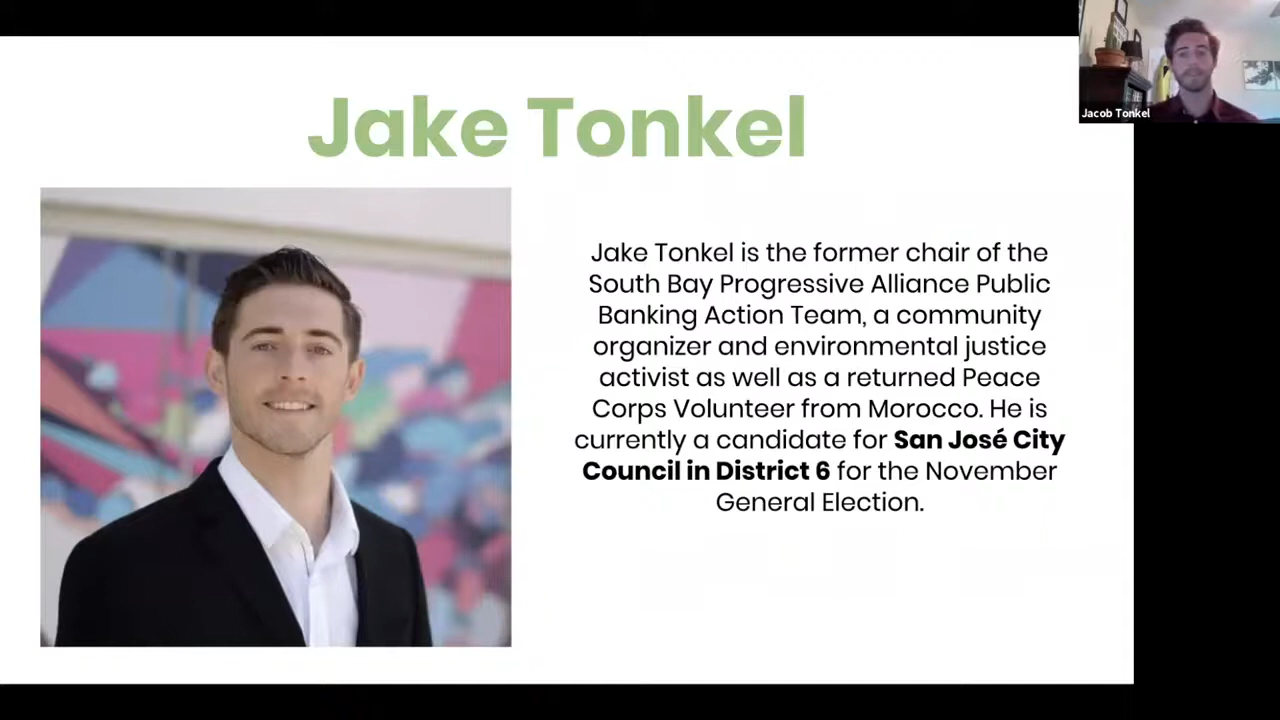 Jake Tonkel
Jacob Tonkel
Jake Tonkel is the former chair of the
South Bay Progressive Alliance Public
Banking Action Team, a community
organizer and environmental justice
activist as well as a returned Peace
Corps Volunteer from Morocco. He is
currently a candidate for San José City
Council in District 6 for the November
General Election.